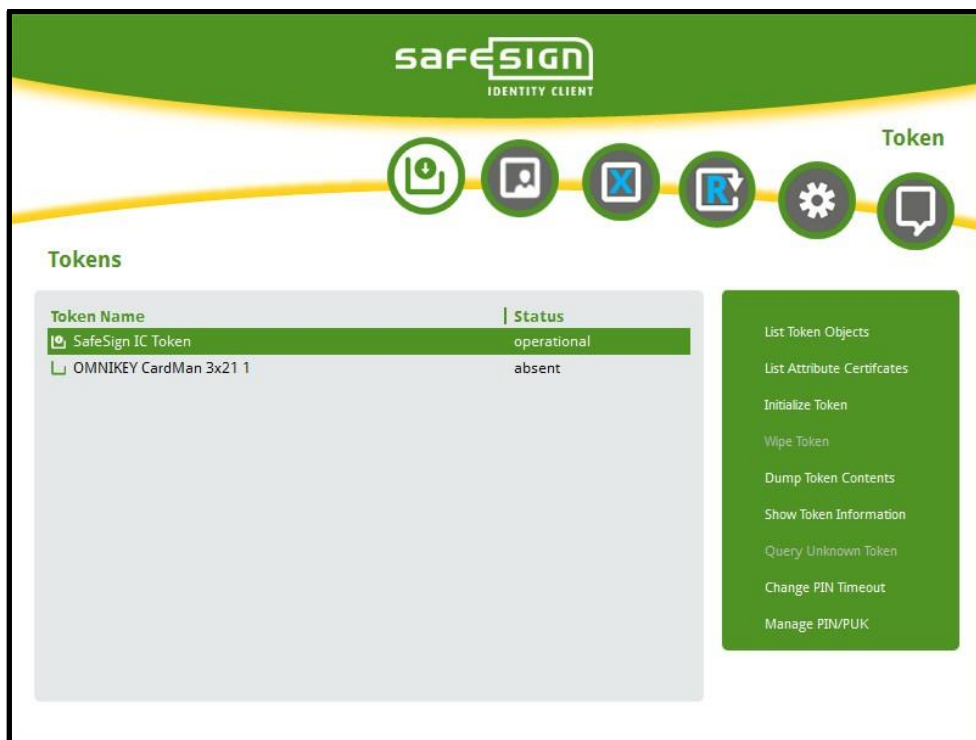 safesign
IDENTITY CLIENT
Token
X
R
Tokens
Token Name Status
SafeSign IC Token operational
OMNIKEY CardMan 3x21 1 absent
List Token Objects
List Attribute Certifcates
Initialize Token
Wipe Token
Dump Token Contents
Show Token Information
Query Unknown Token
Change PIN Timeout
Manage PIN/PUK